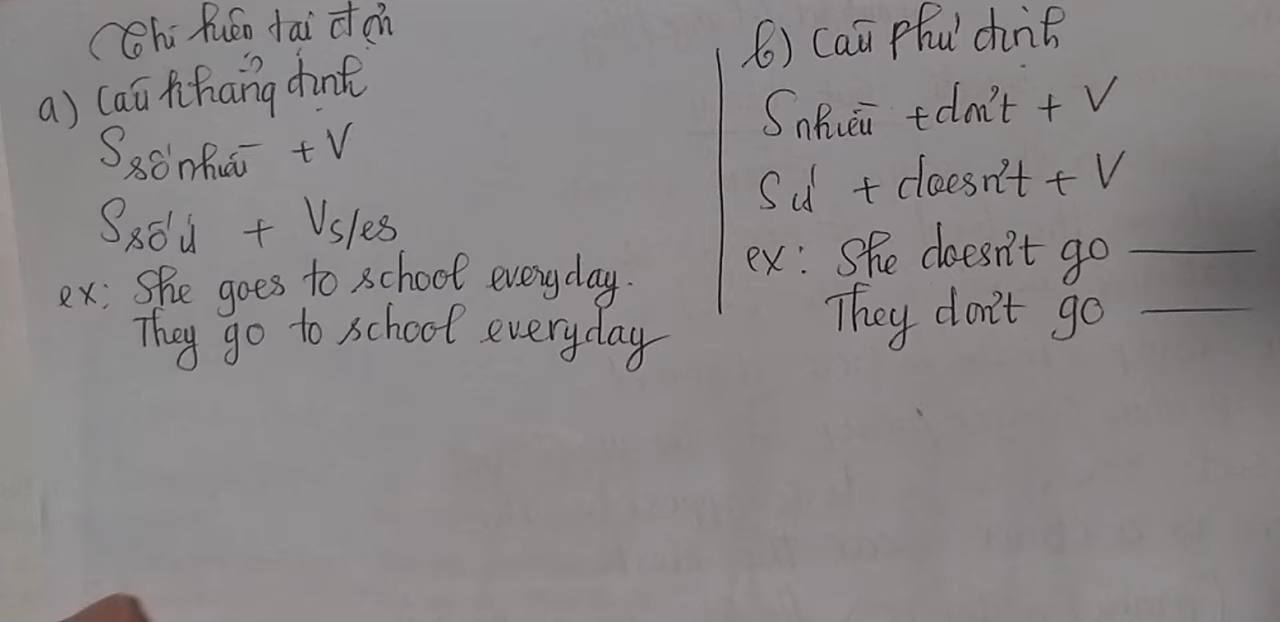 Thì hiện tại đơn
a) Câu khẳng định
S số nhiều + V
S số ít + Vs/es
ex: She goes to school everyday.
They go to school everyday
b) Câu phủ định
S nhiều + don't + V
S ít + doesn't + V
ex: She doesn't go ———
They don't go ———